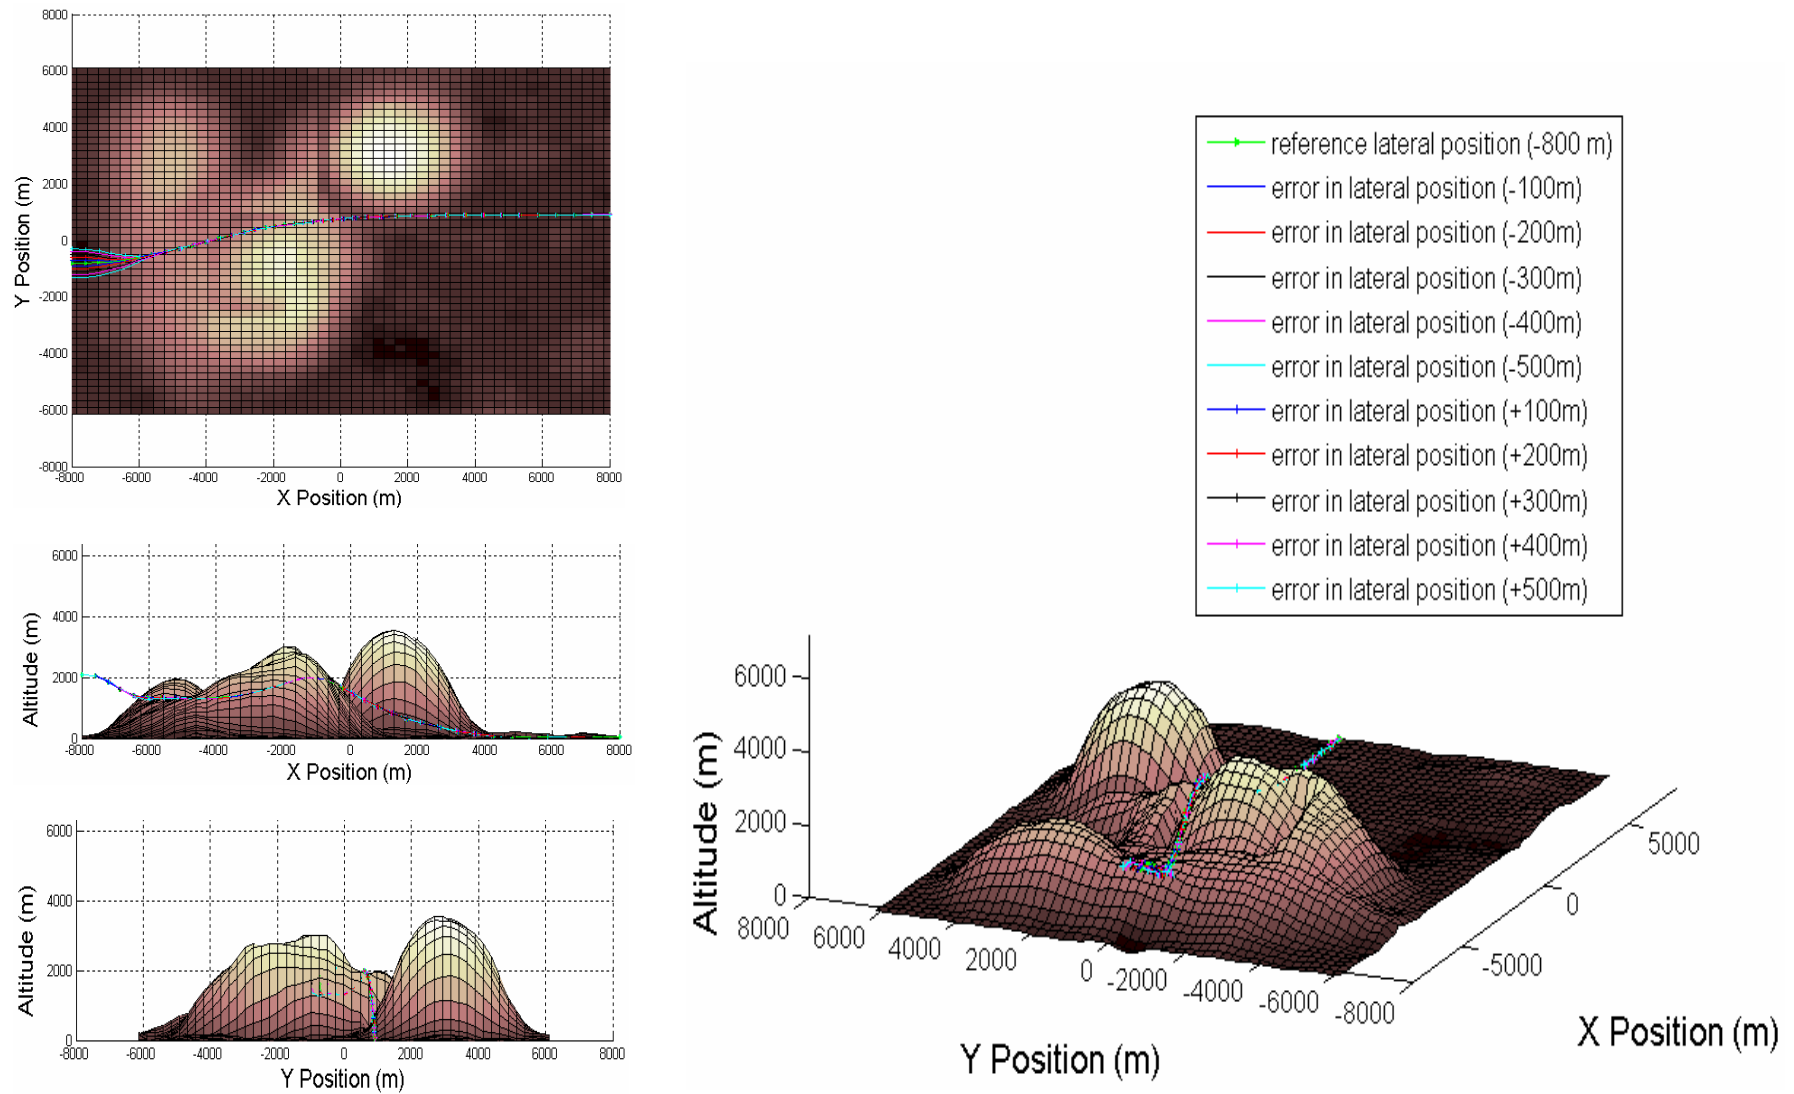 8000
6000
4000
2000
0
-2000
-4000
-6000
-8000
Y Position (m)
-8000 -6000 -4000 -2000 0 2000 4000 6000 8000
X Position (m)
6000
4000
2000
0
Altitude (m)
-8000 -6000 -4000 -2000 0 2000 4000 6000 8000
X Position (m)
6000
4000
2000
0
Altitude (m)
-8000 -6000 -4000 -2000 0 2000 4000 6000 8000
Y Position (m)
reference lateral position (-800 m)
error in lateral position (-100m)
error in lateral position (-200m)
error in lateral position (-300m)
error in lateral position (-400m)
error in lateral position (-500m)
error in lateral position (+100m)
error in lateral position (+200m)
error in lateral position (+300m)
error in lateral position (+400m)
error in lateral position (+500m)
6000
4000
2000
0
Altitude (m)
8000 6000 4000 2000 0 -2000 -4000 -6000 -8000
Y Position (m)
5000
0
-5000
X Position (m)